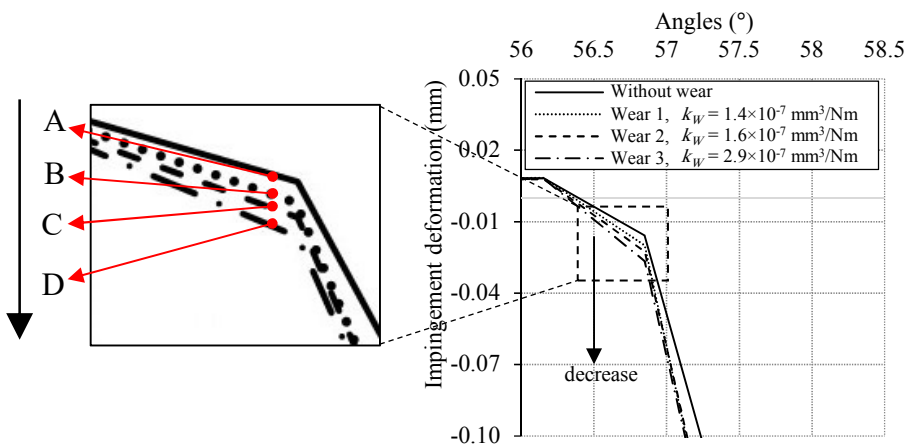 A
B
C
D
Angles (°)
56 56.5 57 57.5 58 58.5
Impingement deformation (mm)
0.05
0.02
-0.01
-0.04
-0.07
-0.10
Without wear
Wear 1, k_W = 1.4×10⁻⁷ mm³/Nm
Wear 2, k_W = 1.6×10⁻⁷ mm³/Nm
Wear 3, k_W = 2.9×10⁻⁷ mm³/Nm
decrease